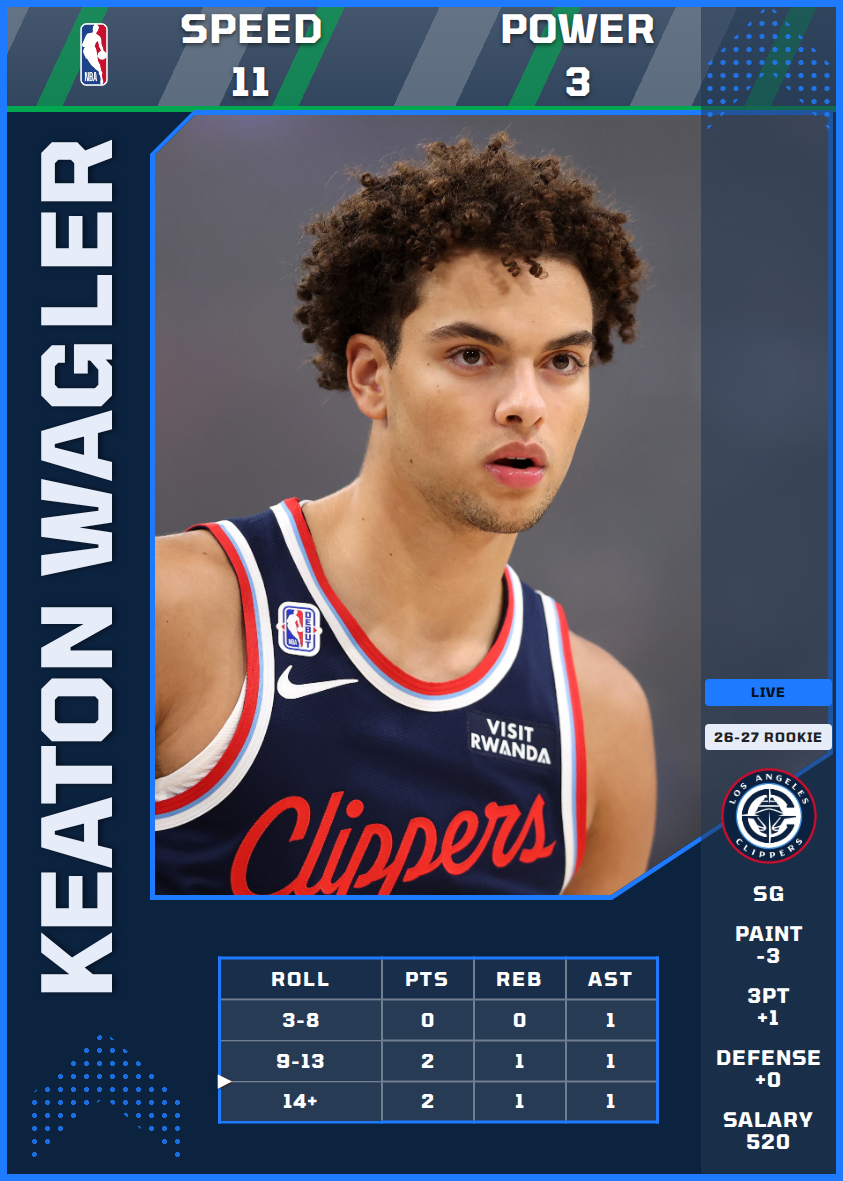 SPEED
11
POWER
3
NBA
KEATON WAGLER
DEBUT
NBA
VISIT
RWANDA
Clippers
LIVE
26-27 ROOKIE
LOS ANGELES
CLIPPERS
SG
PAINT
-3
3PT
+1
DEFENSE
+0
SALARY
520
ROLL PTS REB AST
3-8 0 0 1
9-13 2 1 1
14+ 2 1 1